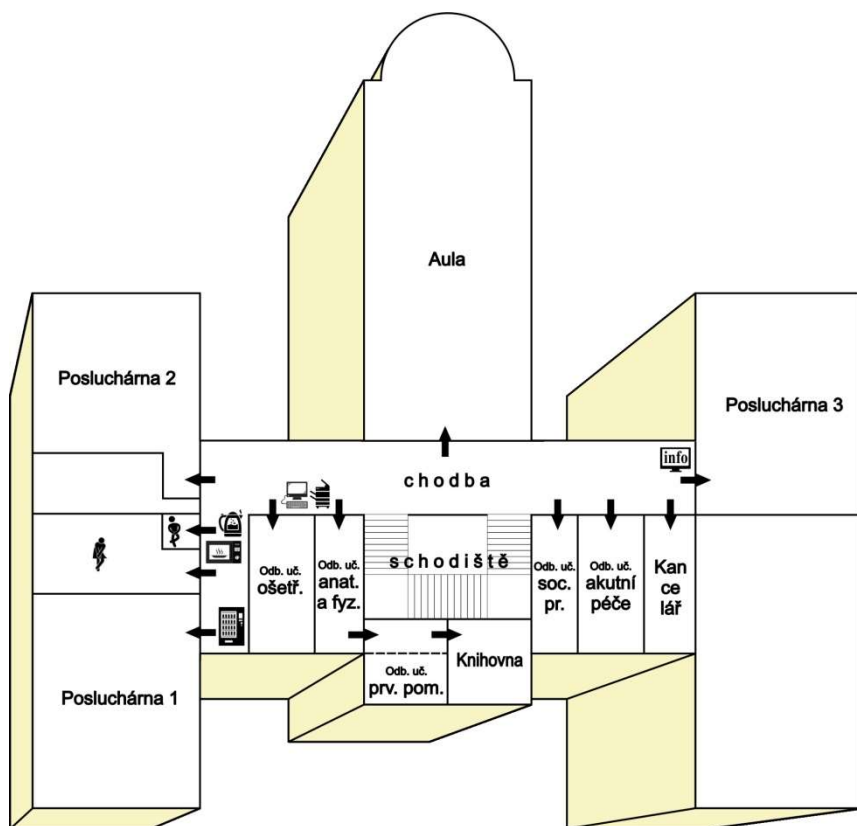 Aula
Posluchárna 2
Posluchárna 3
info
chodba
schodiště
Odb. uč.
ošetř.
Odb. uč.
anat.
a fyz.
Odb. uč.
soc.
pr.
Odb. uč.
akutní
péče
Kan
ce
lář
Knihovna
Odb. uč.
prv. pom.
Posluchárna 1